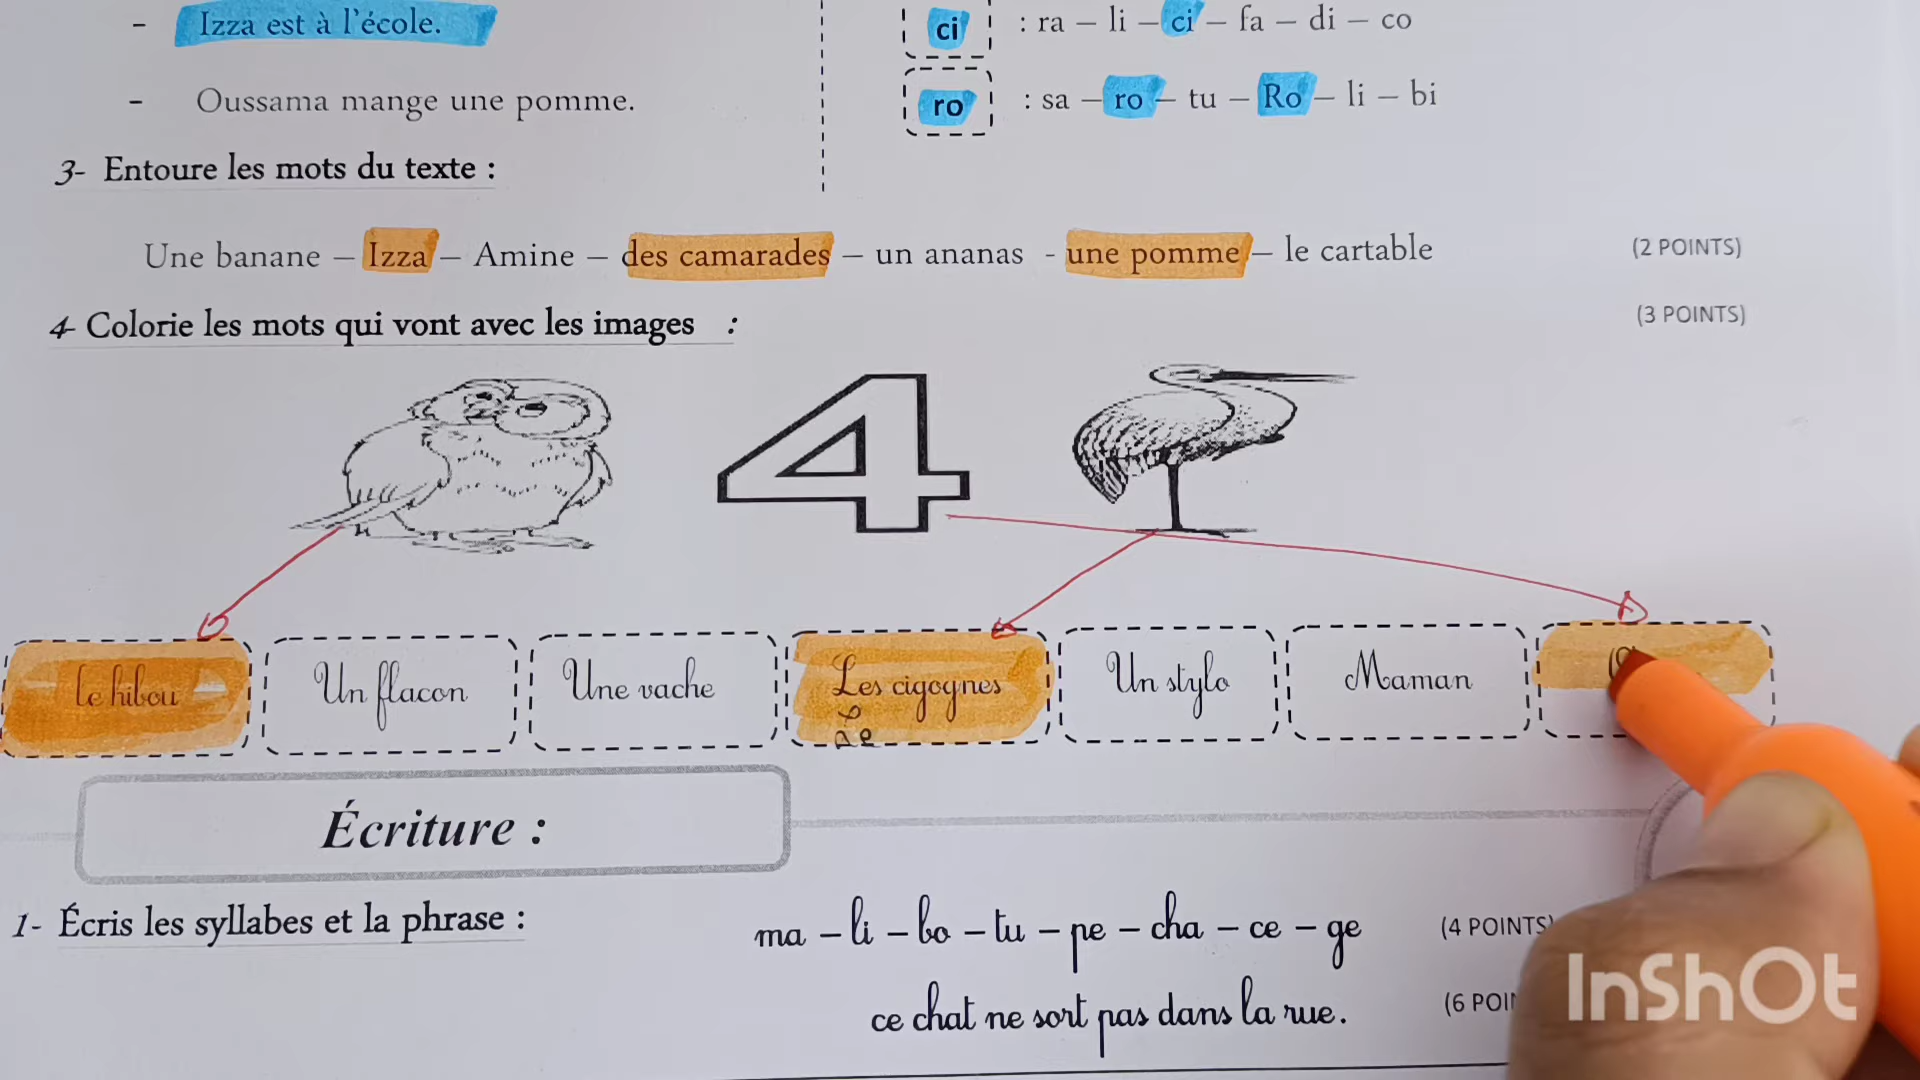 - Izza est à l'école.
- Oussama mange une pomme.
ci : ra – li – ci – fa – di – co
ro : sa – ro – tu – Ro – li – bi
3- Entoure les mots du texte :
Une banane – Izza – Amine – des camarades – un ananas - une pomme – le cartable (2 POINTS)
4- Colorie les mots qui vont avec les images : (3 POINTS)
4
le hibou
Un flacon
Une vache
Les cigognes
Le
Un stylo
Maman
Écriture :
1- Écris les syllabes et la phrase :
ma – li – bo – tu – pe – cha – ce – ge (4 POINTS)
ce chat ne sort pas dans la rue. (6
InShOt